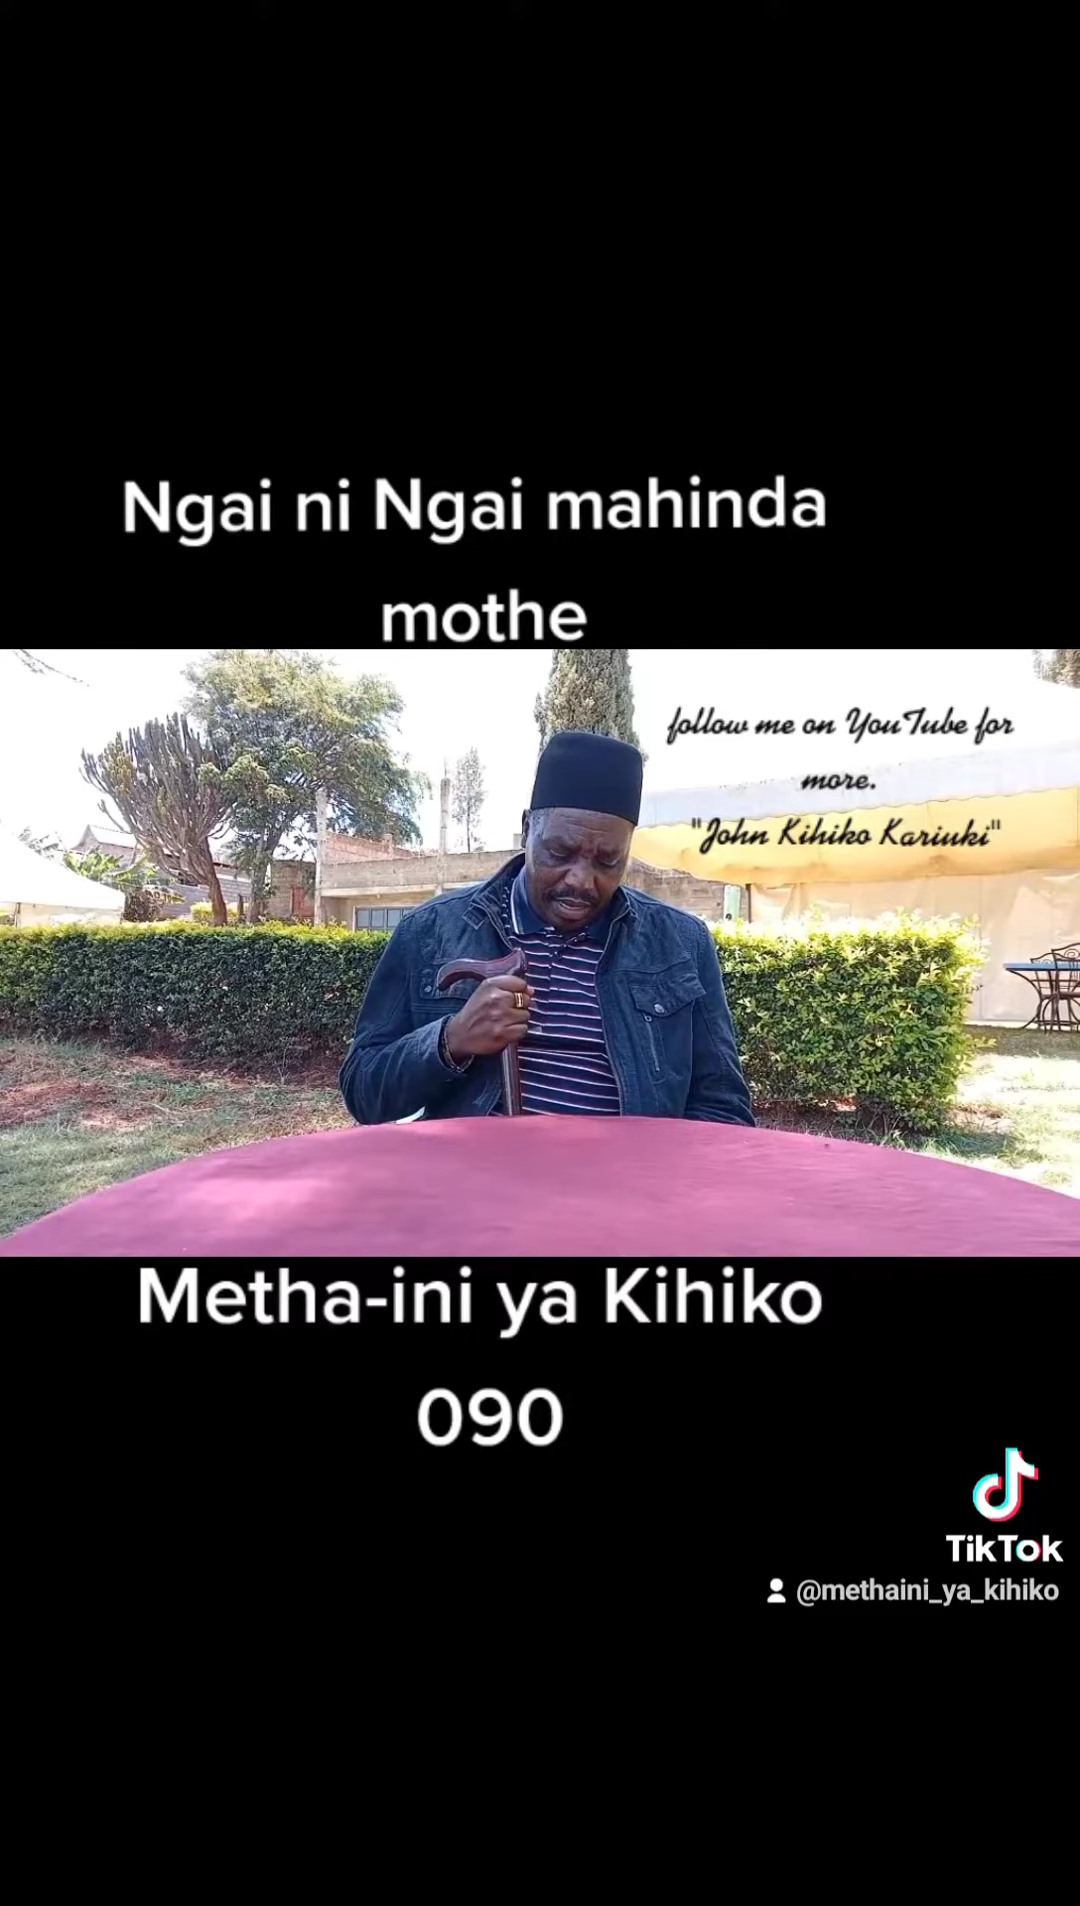 Ngai ni Ngai mahinda
mothe
follow me on YouTube for
more.
"John Kihiko Kariuki"
Metha-ini ya Kihiko
090
TikTok
@methaini_ya_kihiko